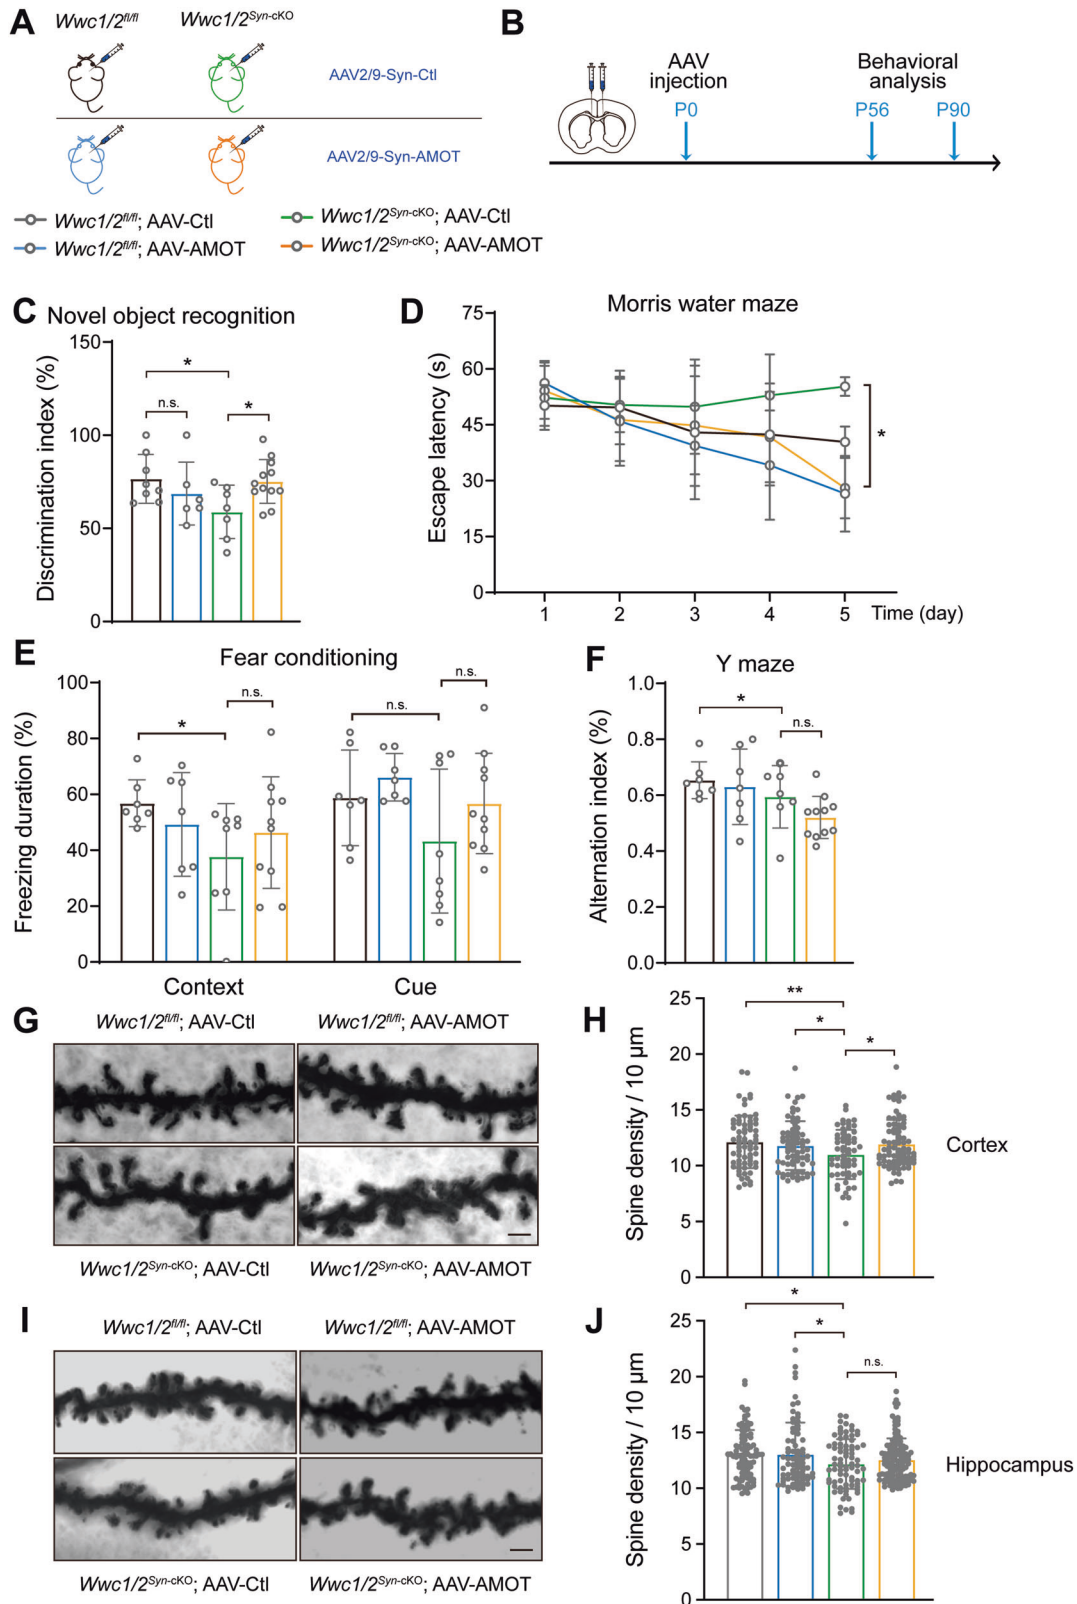 A
Wwc1/2fl/fl
Wwc1/2Syn-cKO
AAV2/9-Syn-Ctl
AAV2/9-Syn-AMOT
B
AAV
injection
Behavioral
analysis
P0
P56
P90
Wwc1/2fl/fl; AAV-Ctl
Wwc1/2Syn-cKO; AAV-Ctl
Wwc1/2fl/fl; AAV-AMOT
Wwc1/2Syn-cKO; AAV-AMOT
C
Novel object recognition
Discrimination index (%)
150
100
50
0
*
n.s.
*
D
Morris water maze
Escape latency (s)
75
60
45
30
15
0
*
1 2 3 4 5 Time (day)
E
Fear conditioning
Freezing duration (%)
100
80
60
40
20
0
*
n.s.
n.s.
n.s.
Context
Cue
F
Y maze
Alternation index (%)
1.0
0.8
0.6
0.4
0.2
0.0
*
n.s.
G
Wwc1/2fl/fl; AAV-Ctl
Wwc1/2fl/fl; AAV-AMOT
Wwc1/2Syn-cKO; AAV-Ctl
Wwc1/2Syn-cKO; AAV-AMOT
H
Spine density / 10 µm
25
20
15
10
5
0
**
*
*
Cortex
I
Wwc1/2fl/fl; AAV-Ctl
Wwc1/2fl/fl; AAV-AMOT
Wwc1/2Syn-cKO; AAV-Ctl
Wwc1/2Syn-cKO; AAV-AMOT
J
Spine density / 10 µm
25
20
15
10
5
0
*
*
n.s.
Hippocampus